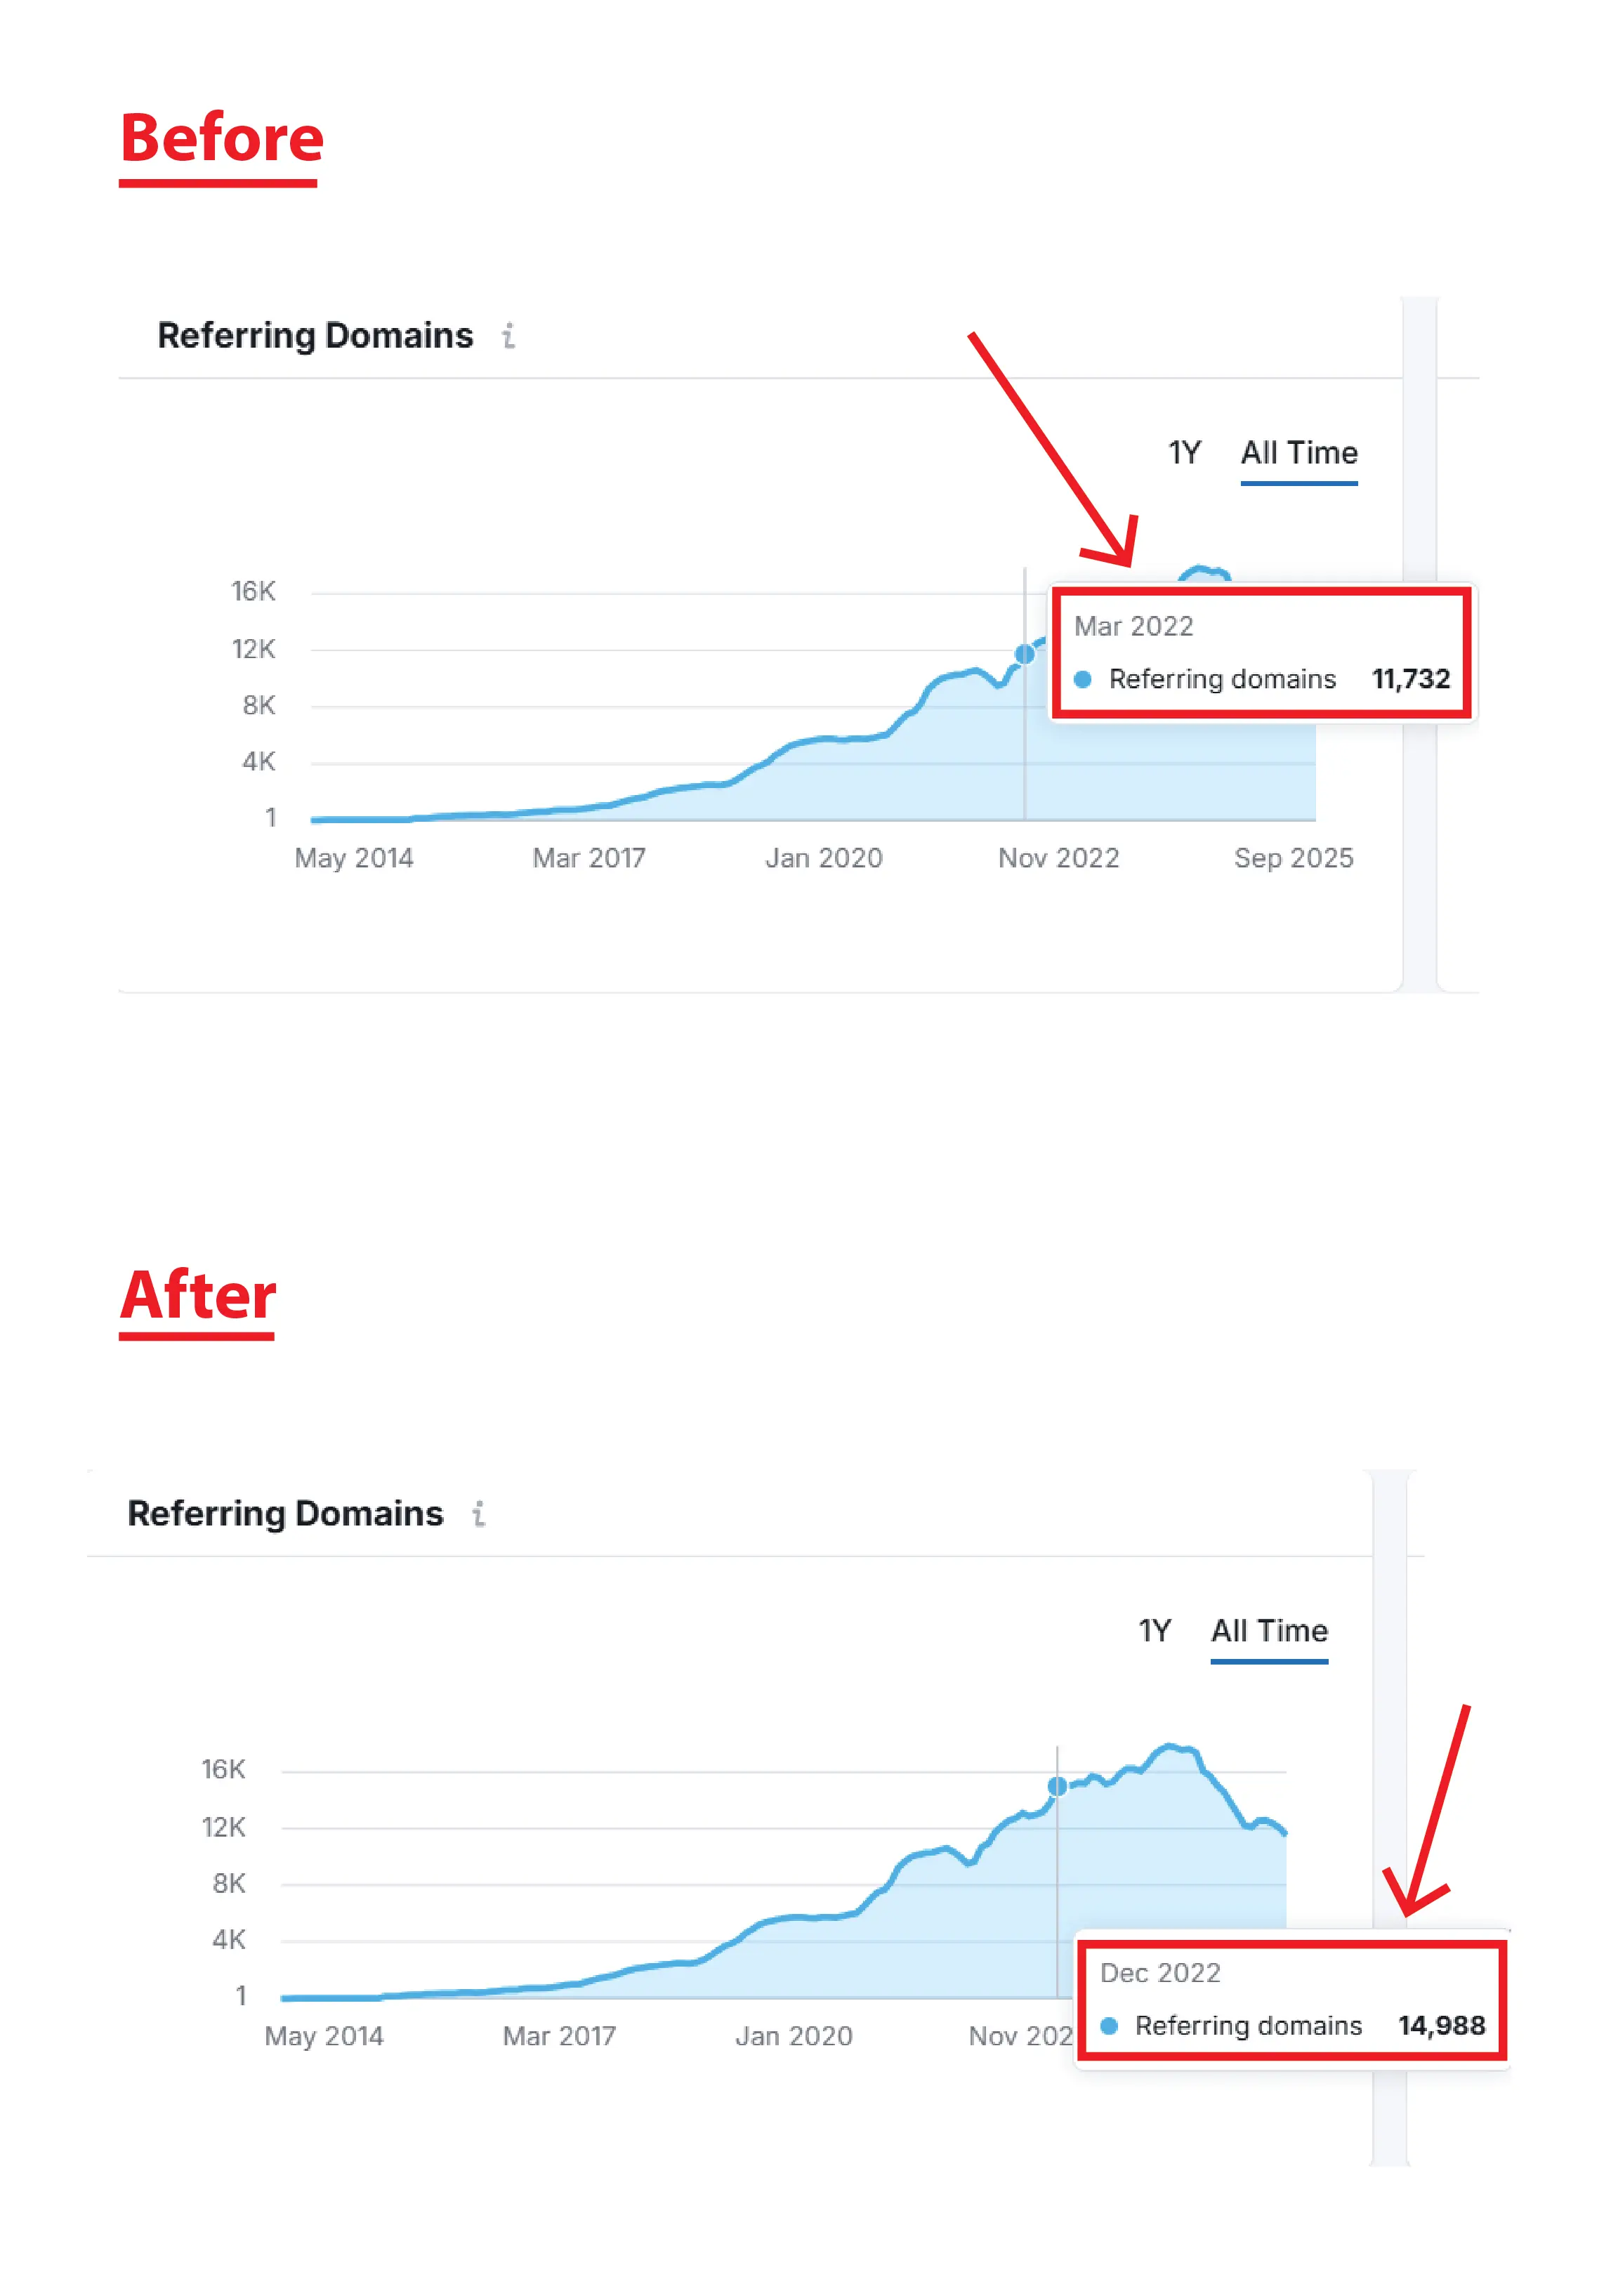 Before
Referring Domains i
1Y All Time
16K
12K
8K
4K
1
Mar 2022
Referring domains 11,732
May 2014 Mar 2017 Jan 2020 Nov 2022 Sep 2025
After
Referring Domains i
1Y All Time
16K
12K
8K
4K
1
Dec 2022
Referring domains 14,988
May 2014 Mar 2017 Jan 2020 Nov 202